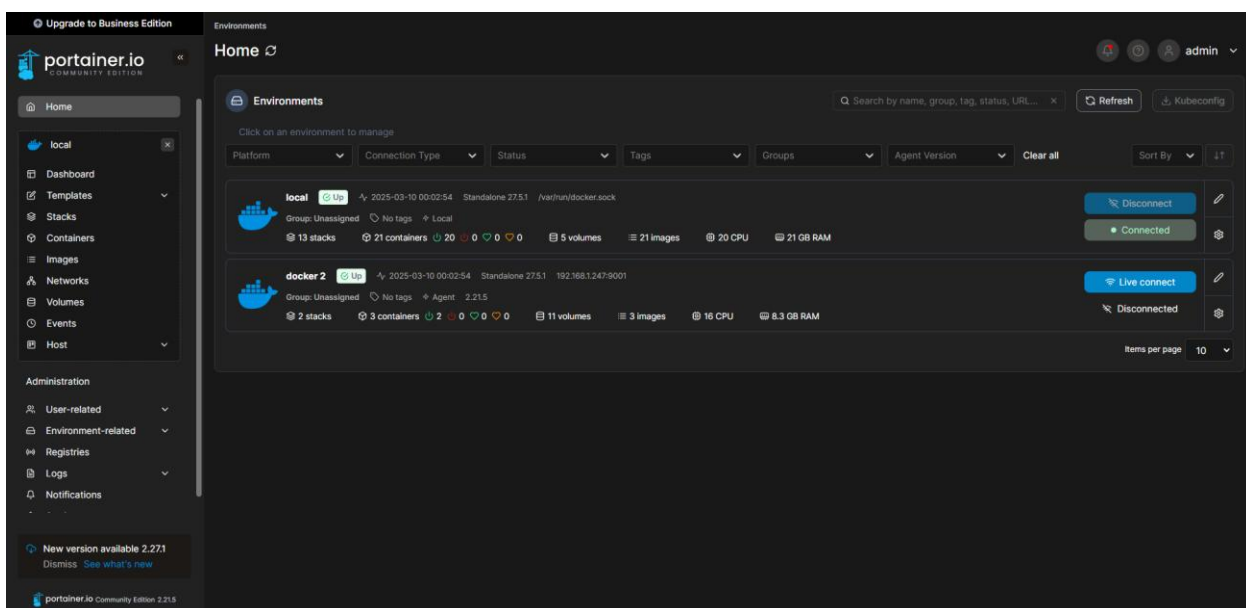 Upgrade to Business Edition
portainer.io
COMMUNITY EDITION
Home
local
Dashboard
Templates
Stacks
Containers
Images
Networks
Volumes
Events
Host
Administration
User-related
Environment-related
Registries
Logs
Notifications
New version available 2.27.1
Dismiss See what's new
portainer.io Community Edition 2.21.5
Environments
Home
admin
Environments
Search by name, group, tag, status, URL...
Refresh
Kubeconfig
Click on an environment to manage
Platform Connection Type Status Tags Groups Agent Version Clear all Sort By
local Up 2025-03-10 00:02:54 Standalone 27.5.1 /var/run/docker.sock
Disconnect
Group: Unassigned No tags Local
Connected
13 stacks 21 containers 20 0 0 0 5 volumes 21 images 20 CPU 21 GB RAM
docker 2 Up 2025-03-10 00:02:54 Standalone 27.5.1 192.168.1.247:9001
Live connect
Group: Unassigned No tags Agent 2.21.5
Disconnected
2 stacks 3 containers 2 0 0 0 11 volumes 3 images 16 CPU 8.3 GB RAM
Items per page 10